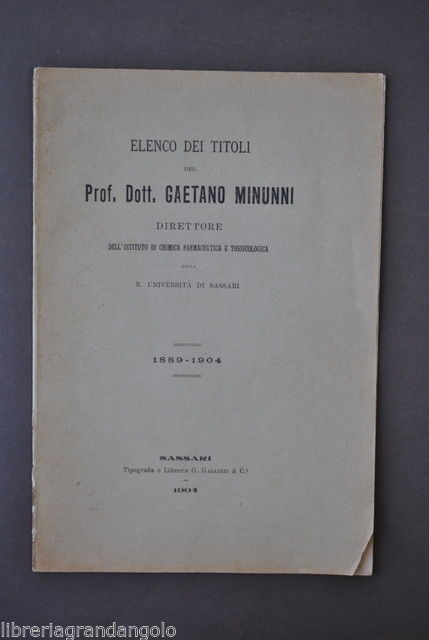 ELENCO DEI TITOLI
DEL
Prof. Dott. GAETANO MINUNNI
DIRETTORE
DELL'ISTITUTO DI CHIMICA FARMACEUTICA E TOSSICOLOGICA
DELLA
R. UNIVERSITÀ DI SASSARI
1889-1904
SASSARI
Tipografia e Libreria G. GALLIZZI & C.º
1904
libreriagrandangolo